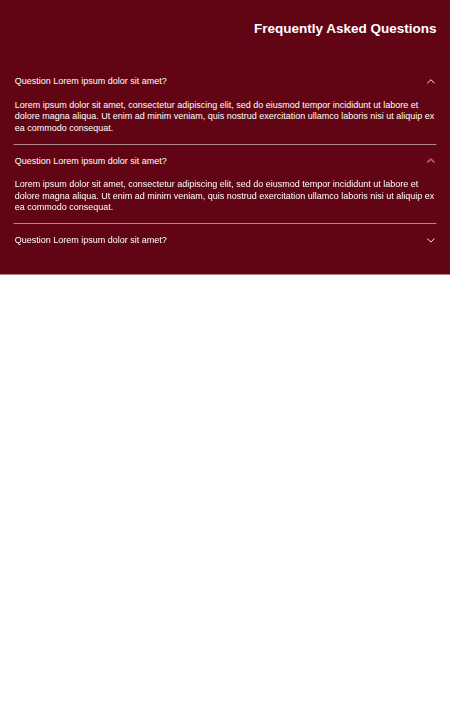 Frequently Asked Questions
Question Lorem ipsum dolor sit amet?
Lorem ipsum dolor sit amet, consectetur adipiscing elit, sed do eiusmod tempor incididunt ut labore et
dolore magna aliqua. Ut enim ad minim veniam, quis nostrud exercitation ullamco laboris nisi ut aliquip ex
ea commodo consequat.
Question Lorem ipsum dolor sit amet?
Lorem ipsum dolor sit amet, consectetur adipiscing elit, sed do eiusmod tempor incididunt ut labore et
dolore magna aliqua. Ut enim ad minim veniam, quis nostrud exercitation ullamco laboris nisi ut aliquip ex
ea commodo consequat.
Question Lorem ipsum dolor sit amet?